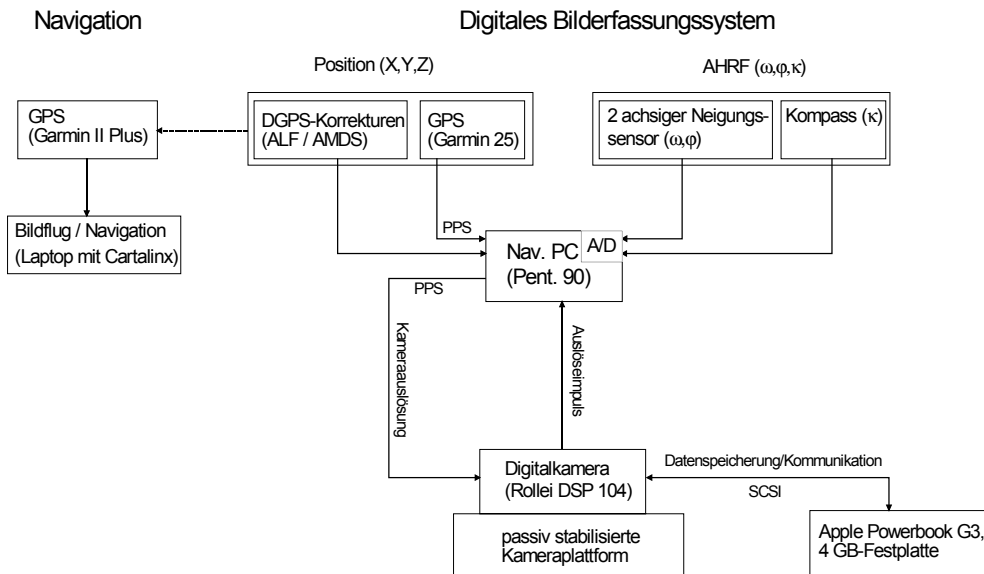 Navigation
Digitales Bilderfassungssystem
Position (X,Y,Z)
AHRF (ω,φ,κ)
GPS
(Garmin II Plus)
DGPS-Korrekturen
(ALF / AMDS)
GPS
(Garmin 25)
2 achsiger Neigungs-
sensor (ω,φ)
Kompass (κ)
Bildflug / Navigation
(Laptop mit Cartalinx)
PPS
Nav. PC
(Pent. 90)
A/D
PPS
Kameraauslösung
Auslöseimpuls
Digitalkamera
(Rollei DSP 104)
Datenspeicherung/Kommunikation
SCSI
passiv stabilisierte
Kameraplattform
Apple Powerbook G3,
4 GB-Festplatte